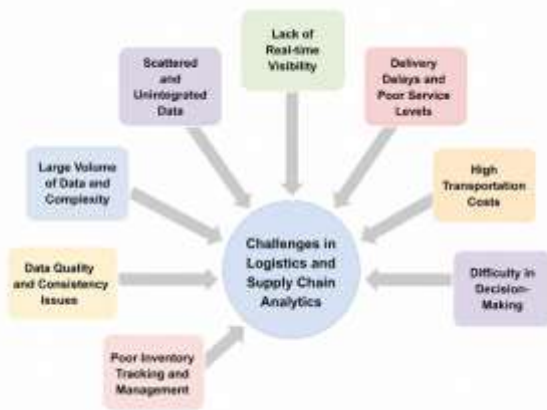 Lack of
Real-time
Visibility
Scattered
and
Unintegrated
Data
Delivery
Delays and
Poor Service
Levels
Large Volume
of Data and
Complexity
High
Transportation
Costs
Challenges in
Logistics and
Supply Chain
Analytics
Data Quality
and Consistency
Issues
Difficulty in
Decision-
Making
Poor Inventory
Tracking and
Management